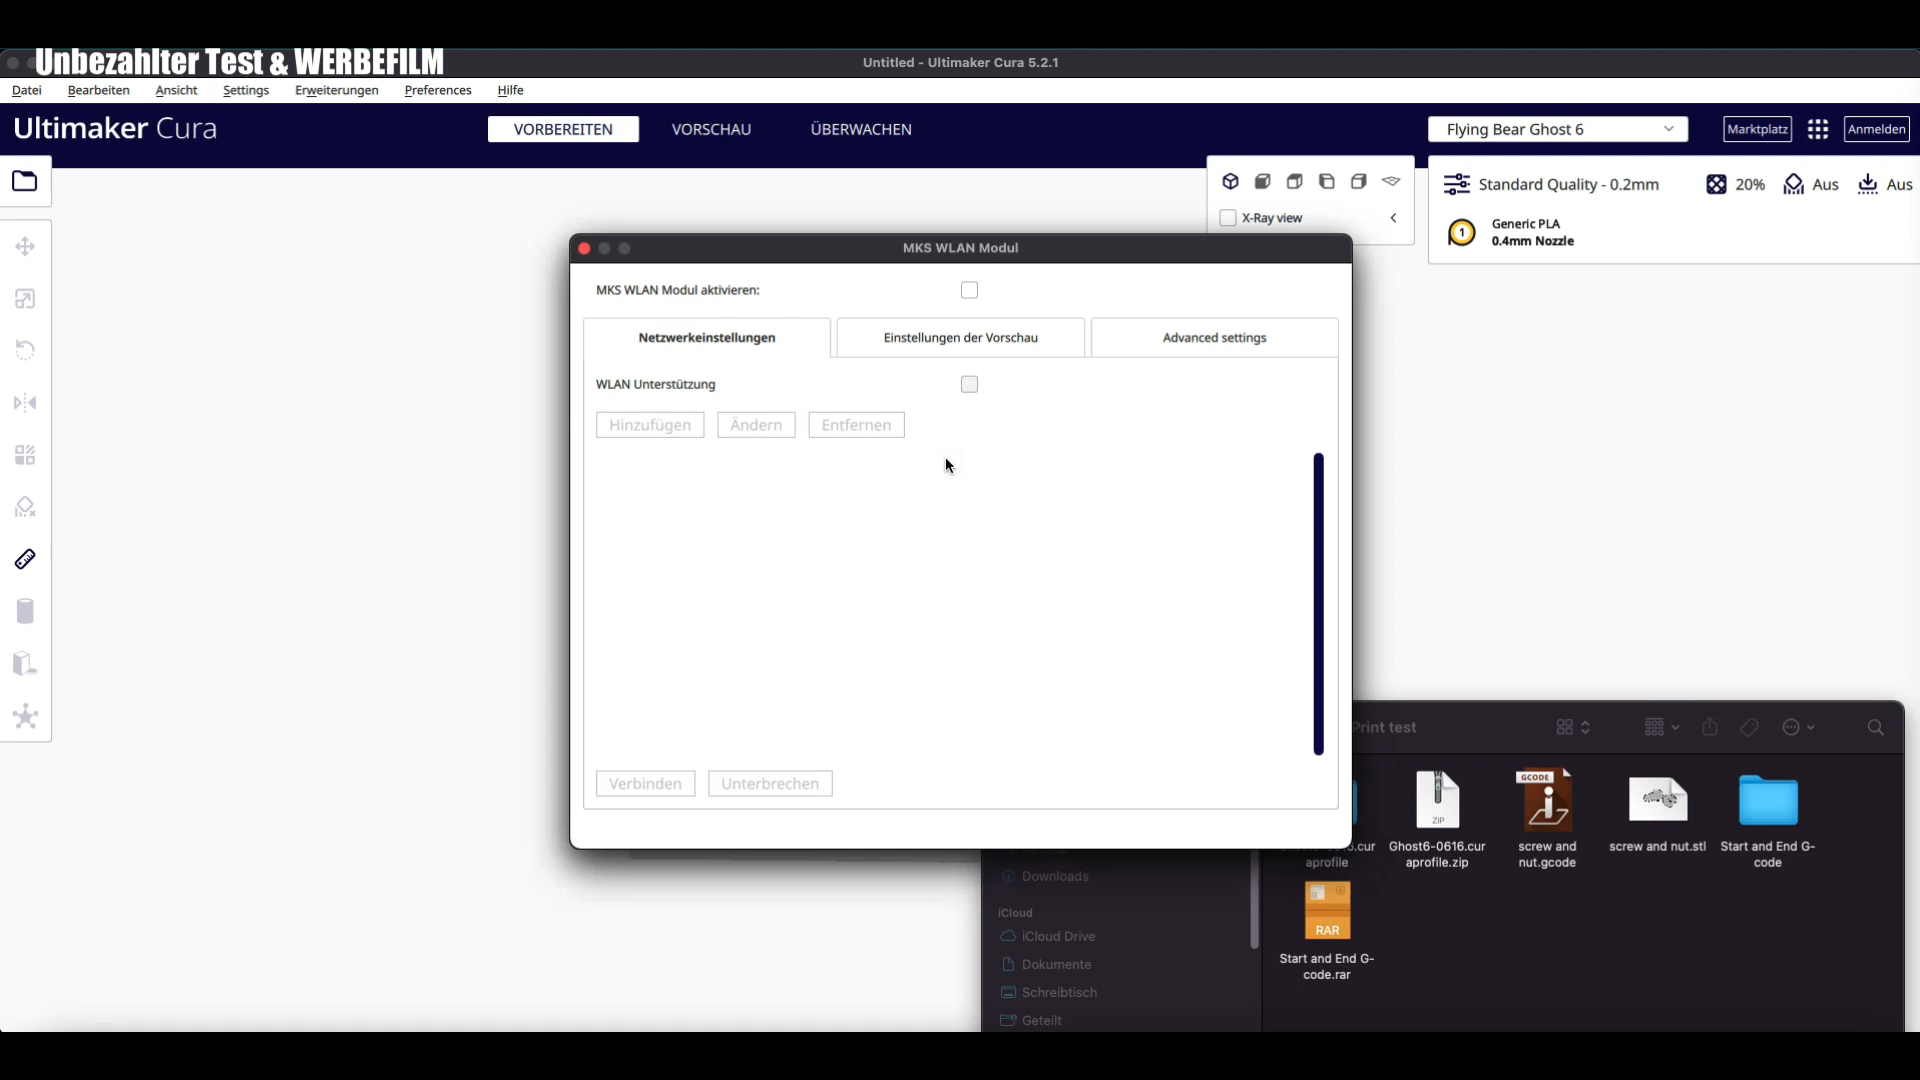 Unbezahlter Test & WERBEFILM
Untitled - Ultimaker Cura 5.2.1
Datei Bearbeiten Ansicht Settings Erweiterungen Preferences Hilfe
Ultimaker Cura
VORBEREITEN VORSCHAU ÜBERWACHEN
Flying Bear Ghost 6
Marktplatz
Anmelden
Standard Quality - 0.2mm
20%
Aus
Aus
X-Ray view
1
Generic PLA
0.4mm Nozzle
MKS WLAN Modul
MKS WLAN Modul aktivieren:
Netzwerkeinstellungen
Einstellungen der Vorschau
Advanced settings
WLAN Unterstützung
Hinzufügen Ändern Entfernen
Verbinden Unterbrechen
Print test
aprofile
ZIP
Ghost6-0616.cur
aprofile.zip
GCODE
screw and
nut.gcode
screw and nut.stl
Start and End G-
code
RAR
Start and End G-
code.rar
Downloads
iCloud
iCloud Drive
Dokumente
Schreibtisch
Geteilt